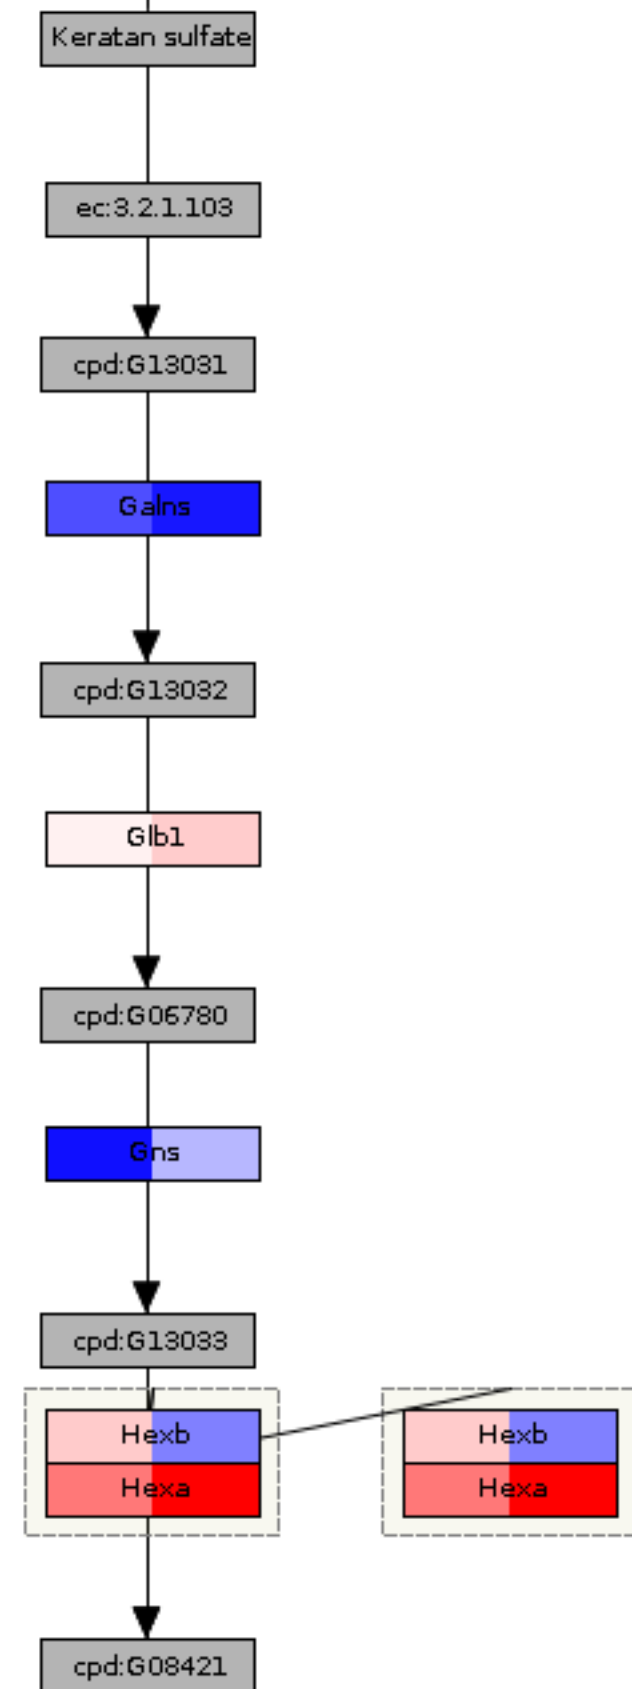 Keratan sulfate
ec:3.2.1.103
cpd:G13031
Galns
cpd:G13032
Glb1
cpd:G06780
Gns
cpd:G13033
Hexb Hexb
Hexa Hexa
cpd:G08421